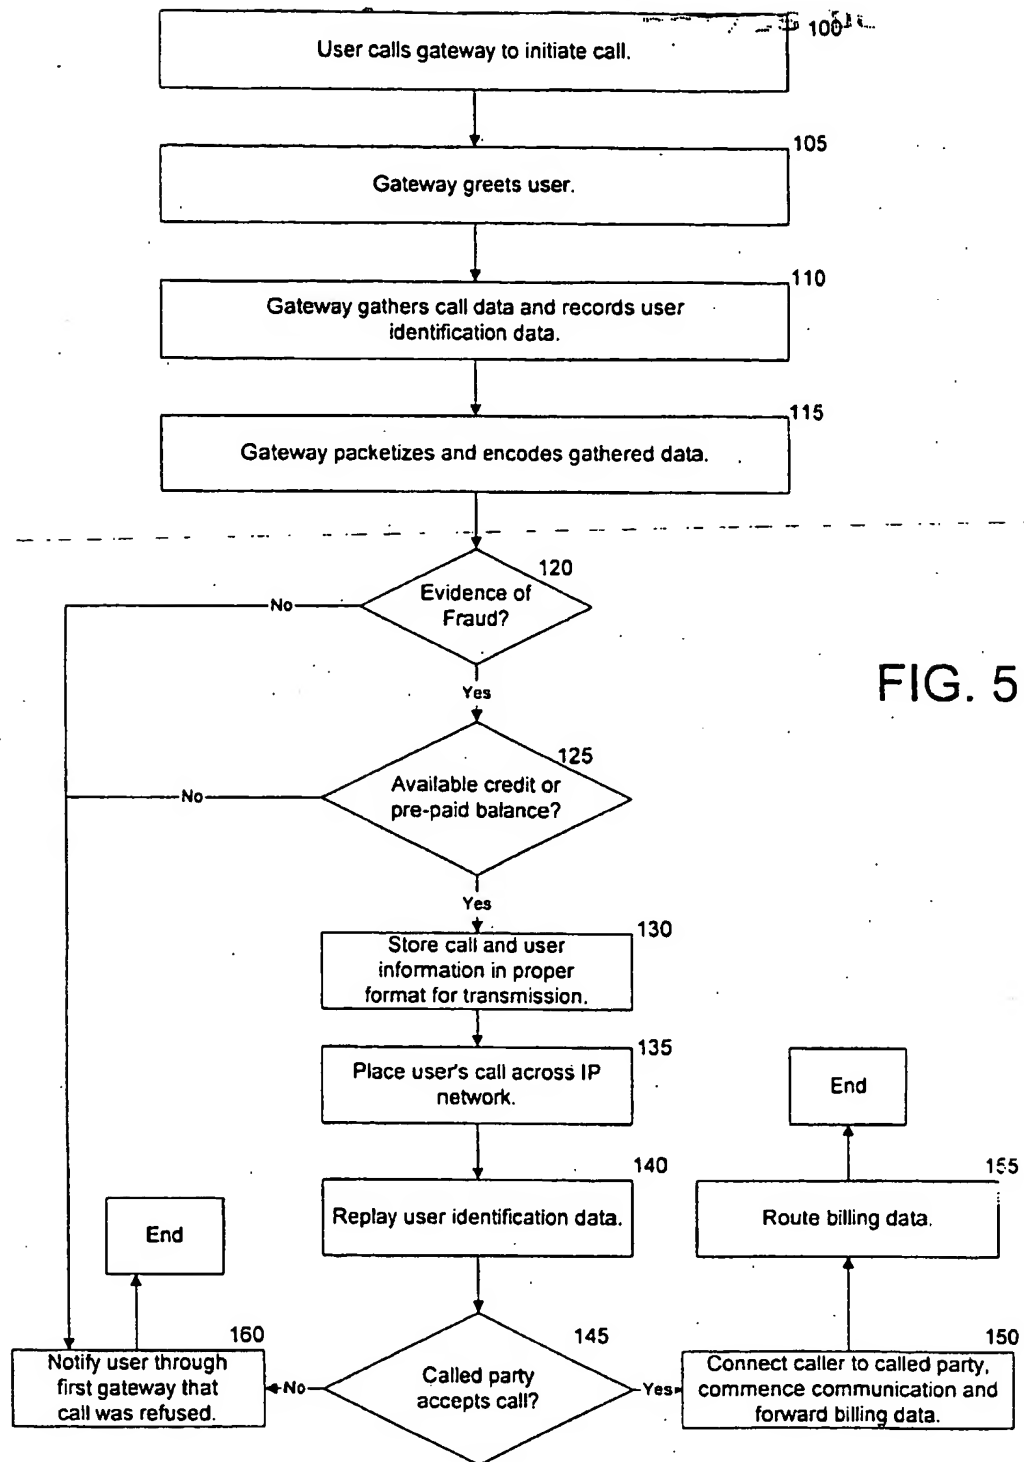 100
User calls gateway to initiate call.
105
Gateway greets user.
110
Gateway gathers call data and records user
identification data.
115
Gateway packetizes and encodes gathered data.
120
Evidence of
Fraud?
No
Yes
FIG. 5
125
Available credit or
pre-paid balance?
No
Yes
130
Store call and user
information in proper
format for transmission.
135
Place user's call across IP
network.
End
140
Replay user identification data.
155
Route billing data.
End
160
Notify user through
first gateway that
call was refused.
No
145
Called party
accepts call?
Yes
150
Connect caller to called party,
commence communication and
forward billing data.